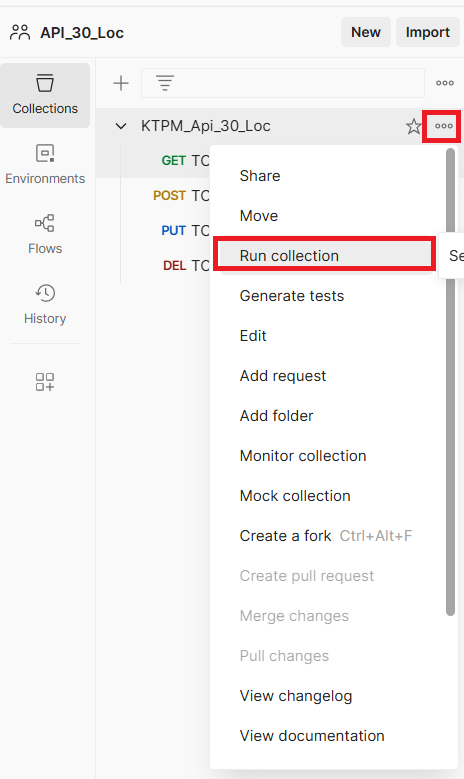 API_30_Loc
New
Import
Collections
Environments
Flows
History
KTPM_Api_30_Loc
GET TC
POST TC
PUT TC
DEL TC
Share
Move
Run collection
Se
Generate tests
Edit
Add request
Add folder
Monitor collection
Mock collection
Create a fork Ctrl+Alt+F
Create pull request
Merge changes
Pull changes
View changelog
View documentation